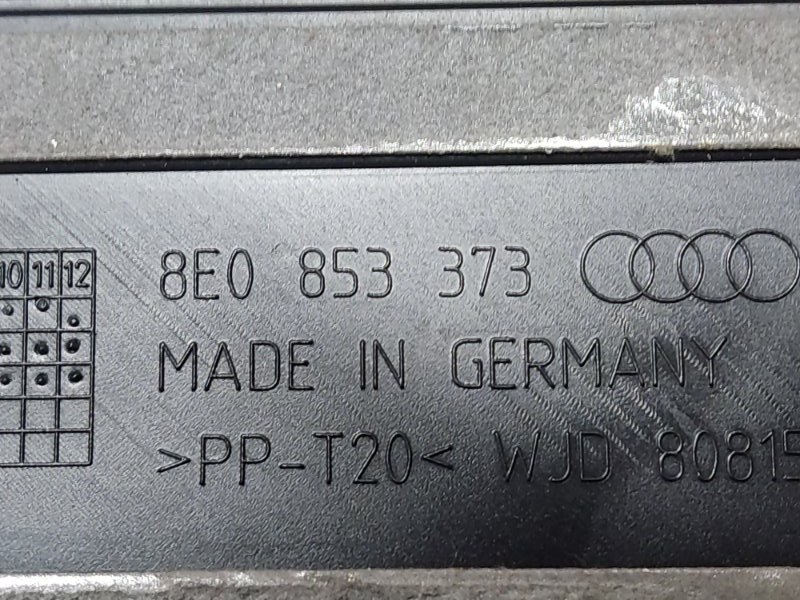 10 11 12
8E0 853 373
MADE IN GERMANY
>PP-T20< WJD 80815